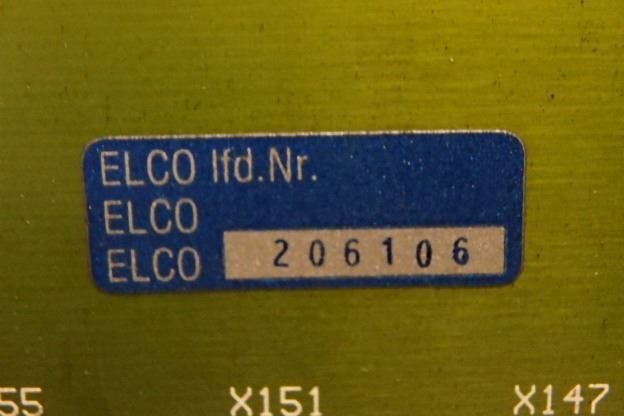 ELCO lfd.Nr.
ELCO
ELCO 206106
55 X151 X147